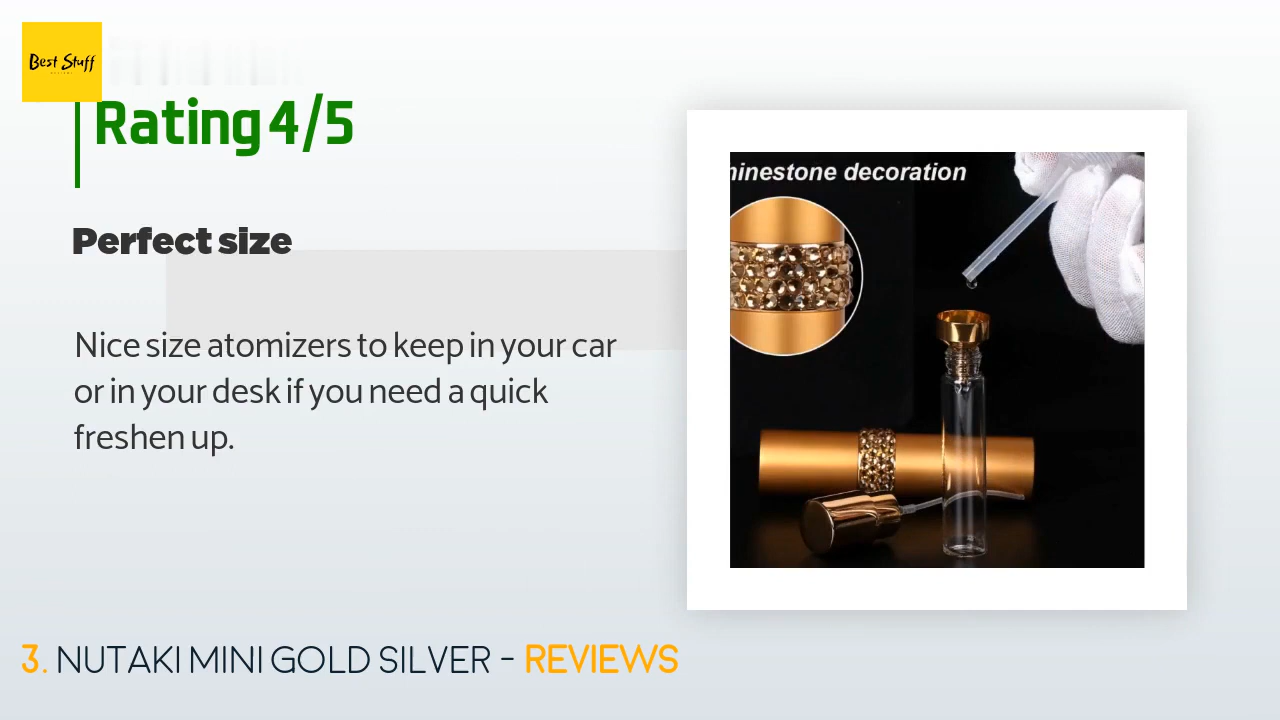 Best Stuff
Rating 4/5
Perfect size
Nice size atomizers to keep in your car
or in your desk if you need a quick
freshen up.
decoration
3. NUTAKI MINI GOLD SILVER - REVIEWS